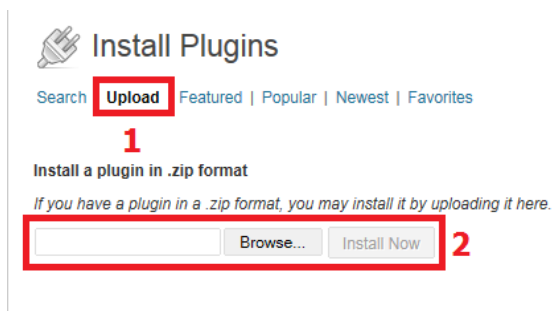 Install Plugins
Search Upload Featured | Popular | Newest | Favorites
1
Install a plugin in .zip format
If you have a plugin in a .zip format, you may install it by uploading it here.
Browse... Install Now 2